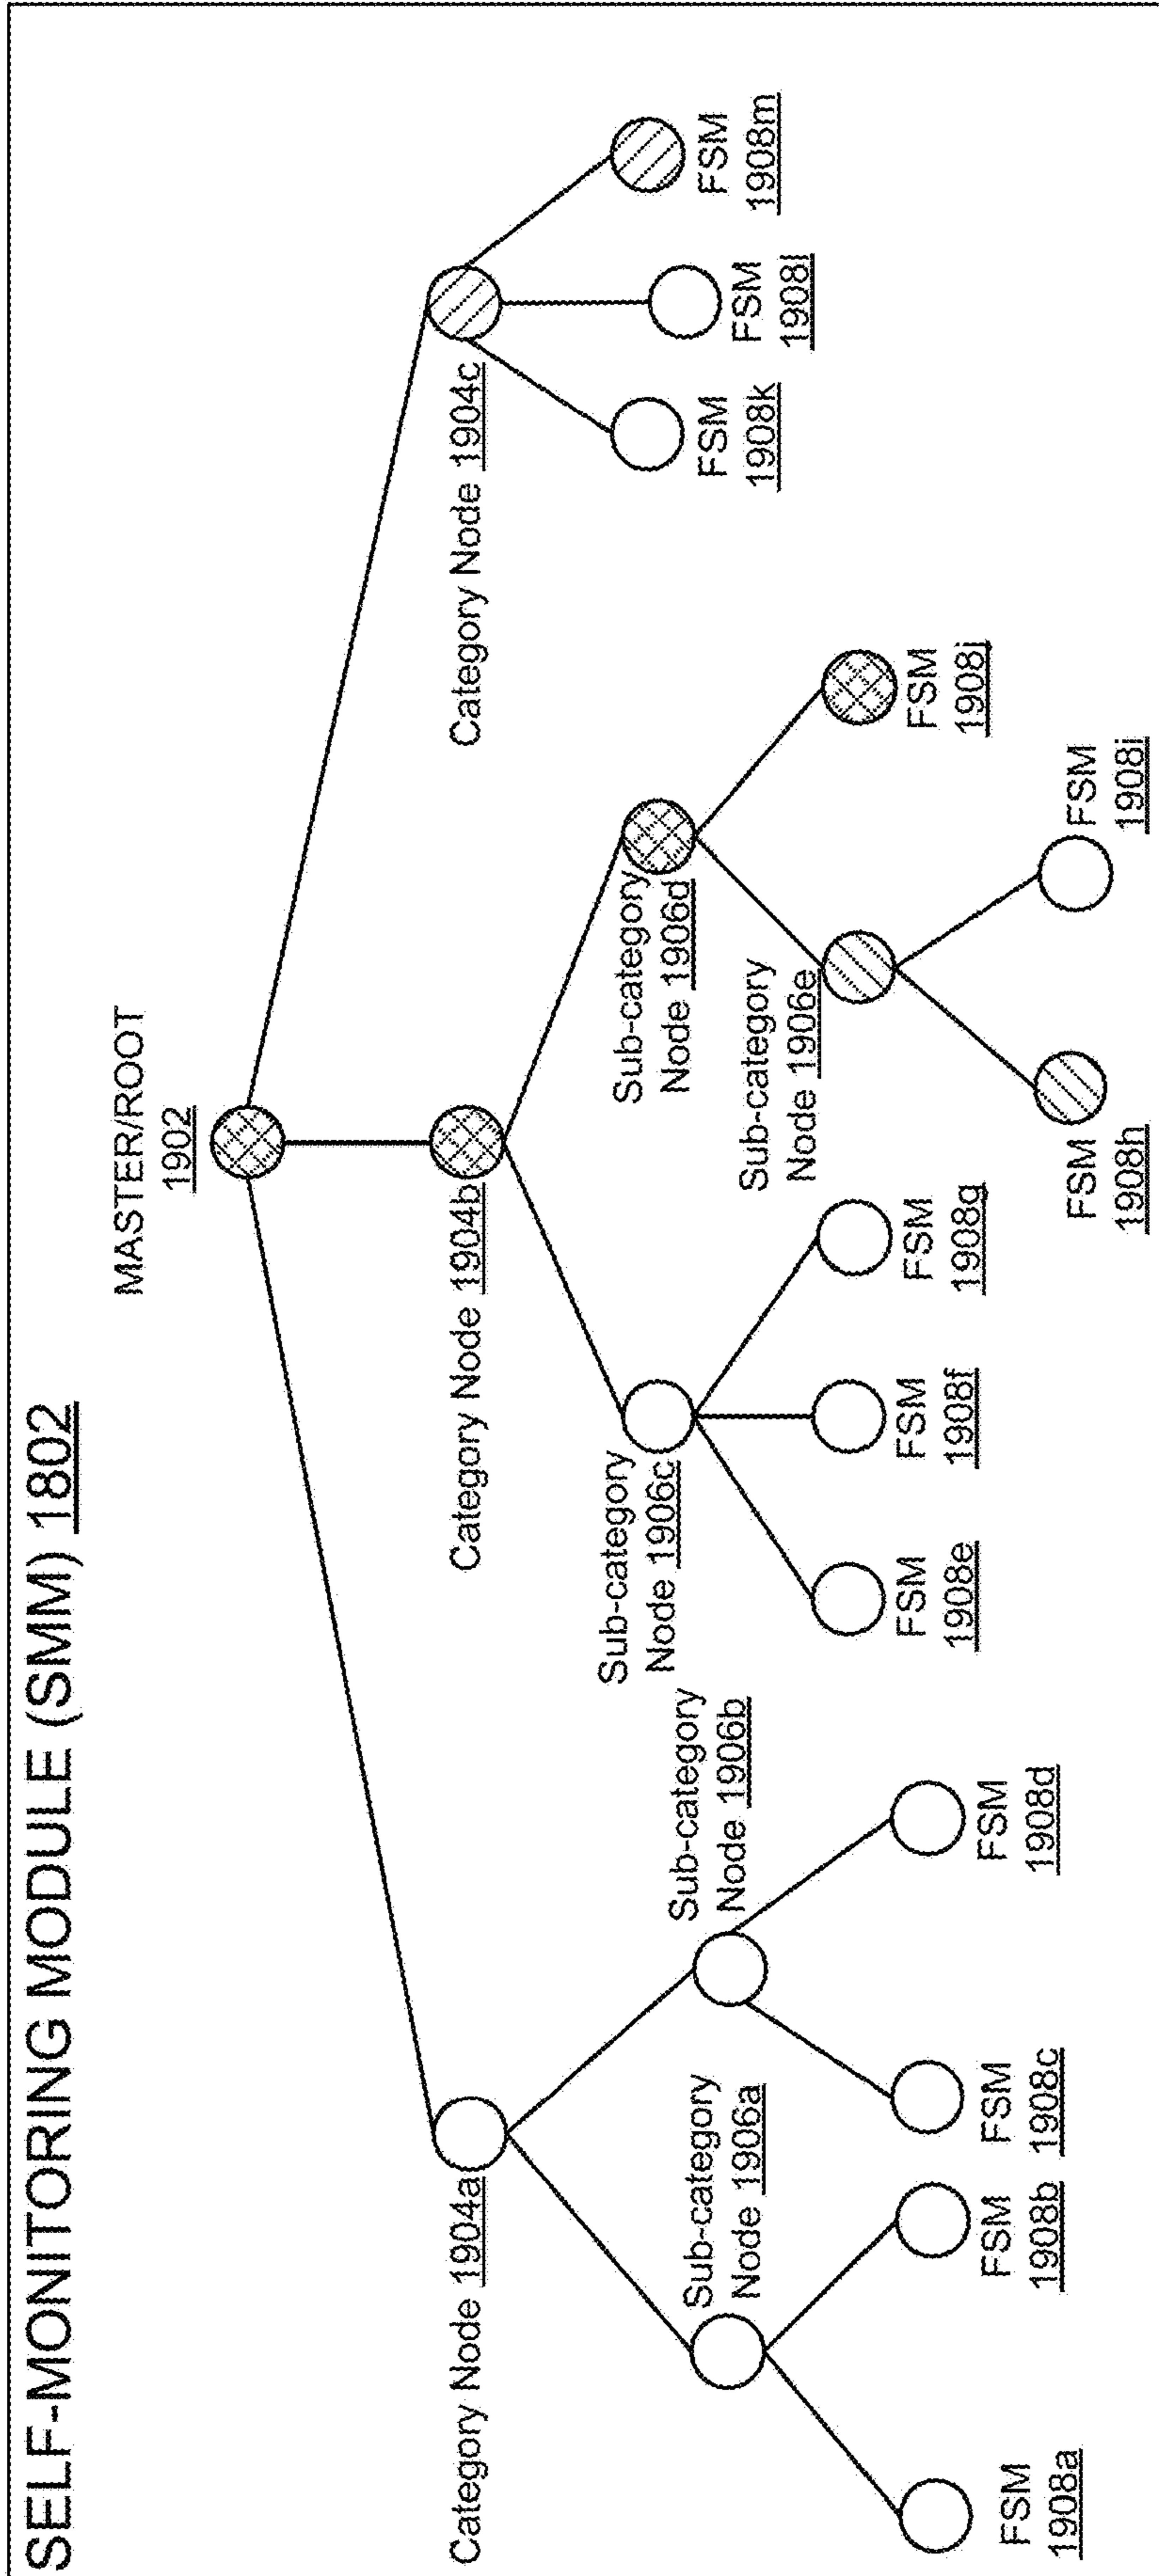 SELF-MONITORING MODULE (SMM) 1802
MASTER/ROOT
1902
Category Node 1904a
Category Node 1904b
Category Node 1904c
Sub-category
Node 1906a
Sub-category
Node 1906b
Sub-category
Node 1906c
Sub-category
Node 1906d
Sub-category
Node 1906e
FSM
1908a
FSM
1908b
FSM
1908c
FSM
1908d
FSM
1908e
FSM
1908f
FSM
1908g
FSM
1908h
FSM
1908i
FSM
1908j
FSM
1908k
FSM
1908l
FSM
1908m